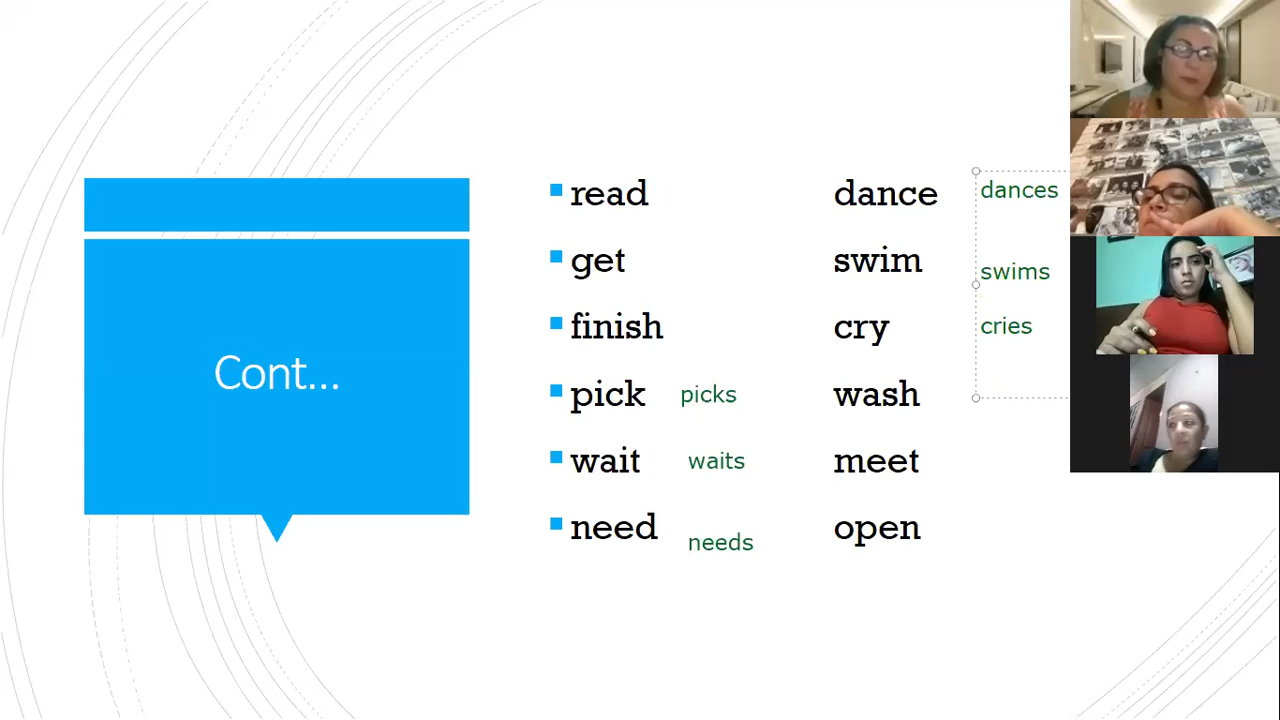 Cont...
read dance dances
get swim swims
finish cry cries
pick picks wash
wait waits meet
need needs open